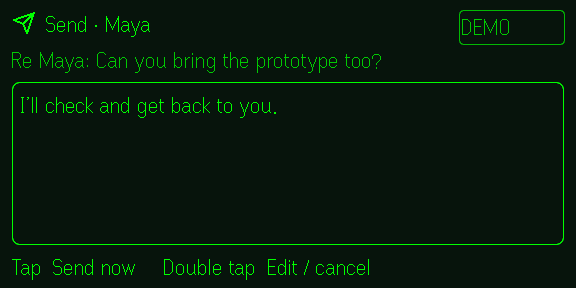 Send · Maya
DEMO
Re Maya: Can you bring the prototype too?
I'll check and get back to you.
Tap  Send now  Double tap  Edit / cancel